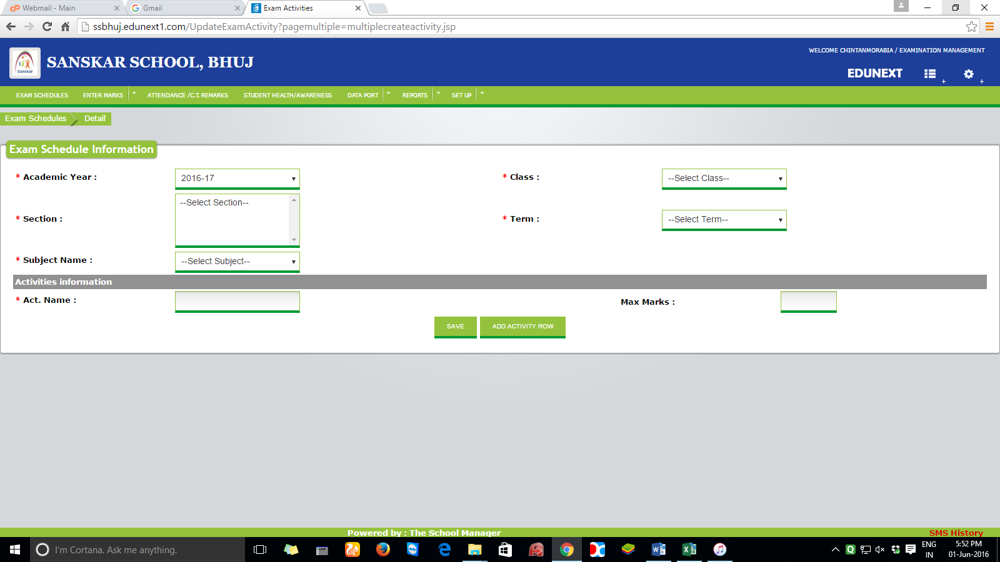 Webmail - Main
Gmail
Exam Activities
ssbhuj.edunext1.com/UpdateExamActivity?pagemultiple=multiplecreateactivity.jsp
Sanskar
SANSKAR SCHOOL, BHUJ
WELCOME CHINTANMORABIA / EXAMINATION MANAGEMENT
EDUNEXT
+ +
EXAM SCHEDULES ENTER MARKS + ATTENDANCE /C.T. REMARKS STUDENT HEALTH/AWARENESS DATA PORT + REPORTS + SET UP +
Exam Schedules Detail
Exam Schedule Information
* Academic Year : 2016-17 * Class : --Select Class--
* Section : --Select Section-- * Term : --Select Term--
* Subject Name : --Select Subject--
Activities information
* Act. Name : Max Marks :
SAVE ADD ACTIVITY ROW
Powered by : The School Manager SMS History
I'm Cortana. Ask me anything.
ENG
IN
5:52 PM
01-Jun-2016